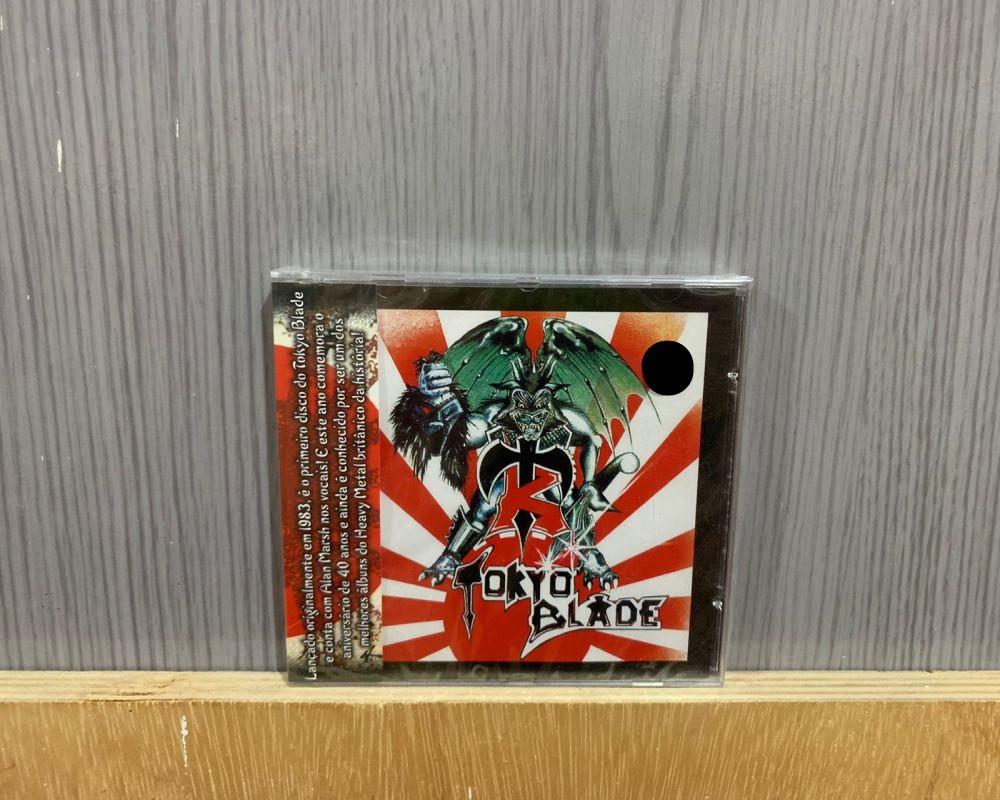 Lançado originalmente em 1983, é o primeiro disco do Tokyo Blade
e conta com Alan Marsh nos vocais! E este ano comemora o
aniversário de 40 anos e ainda é conhecido por ser um dos
melhores álbuns do Heavy Metal britânico da história!
TOKYO
BLADE